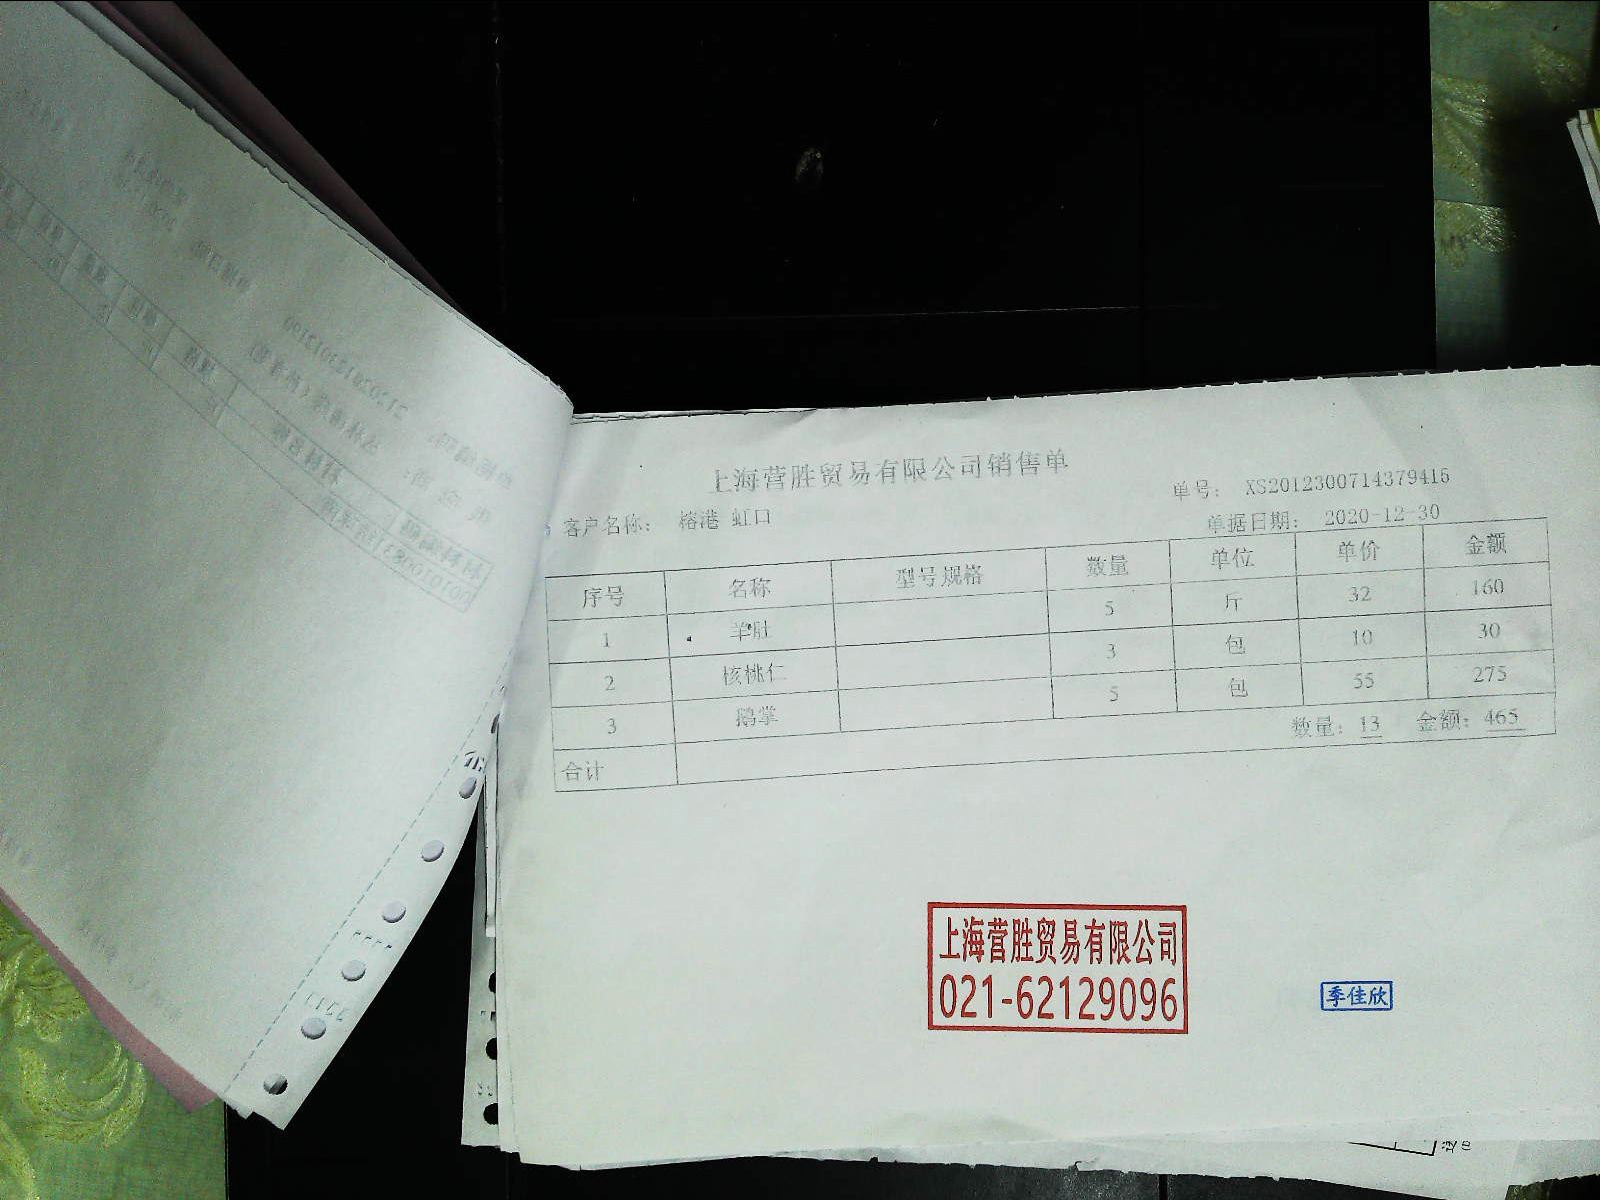 上海营胜贸易有限公司销售单
单号： XS2012300714379416
客户名称： 榕港 虹口
单据日期： 2020-12-30
序号 名称 型号规格 数量 单位 单价 金额
1 羊肚 5 斤 32 160
2 核桃仁 3 包 10 30
3 鹅掌 5 包 55 275
合计 数量：13 金额：465
上海营胜贸易有限公司
021-62129096
季佳欣